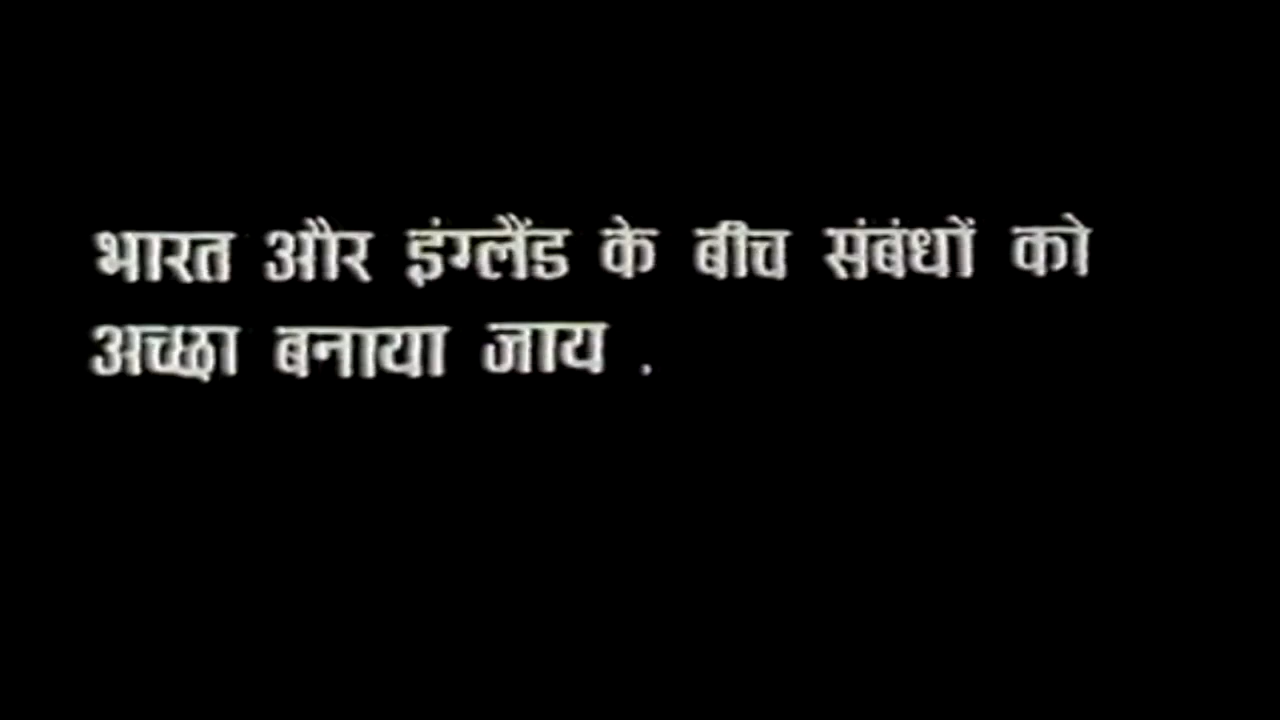 भारत और इंग्लैंड के बीच संबंधों को
अच्छा बनाया जाय .